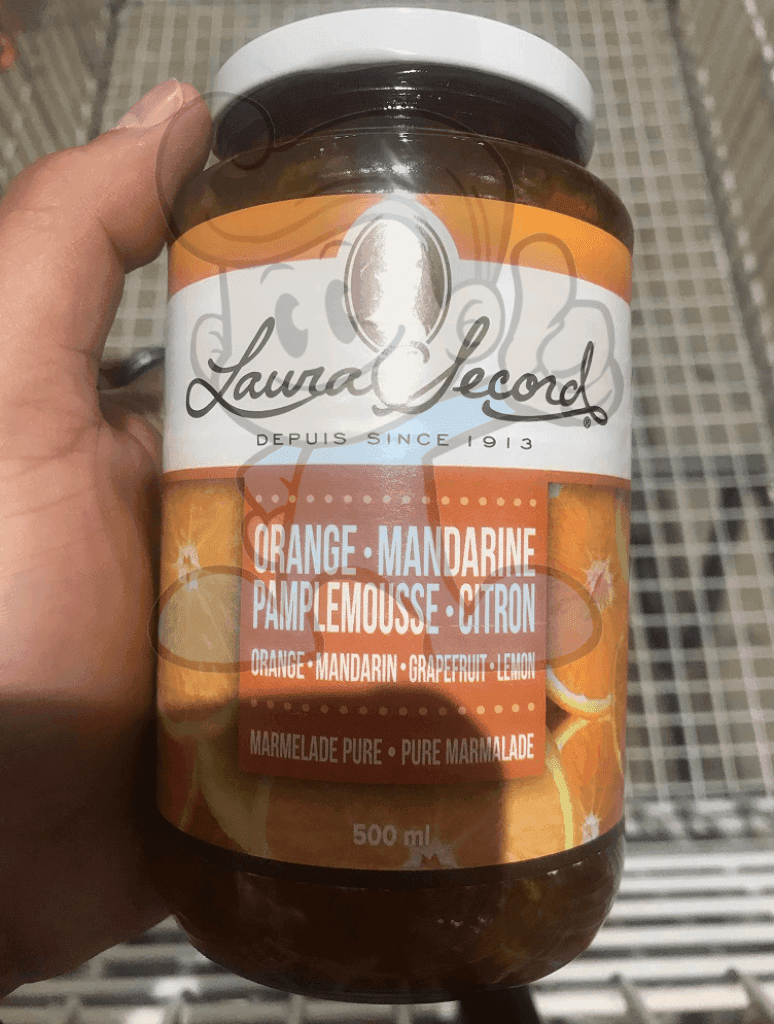 Laura Secord
DEPUIS SINCE 1913
ORANGE • MANDARINE
PAMPLEMOUSSE • CITRON
ORANGE • MANDARIN • GRAPEFRUIT • LEMON
MARMELADE PURE • PURE MARMALADE
500 ml